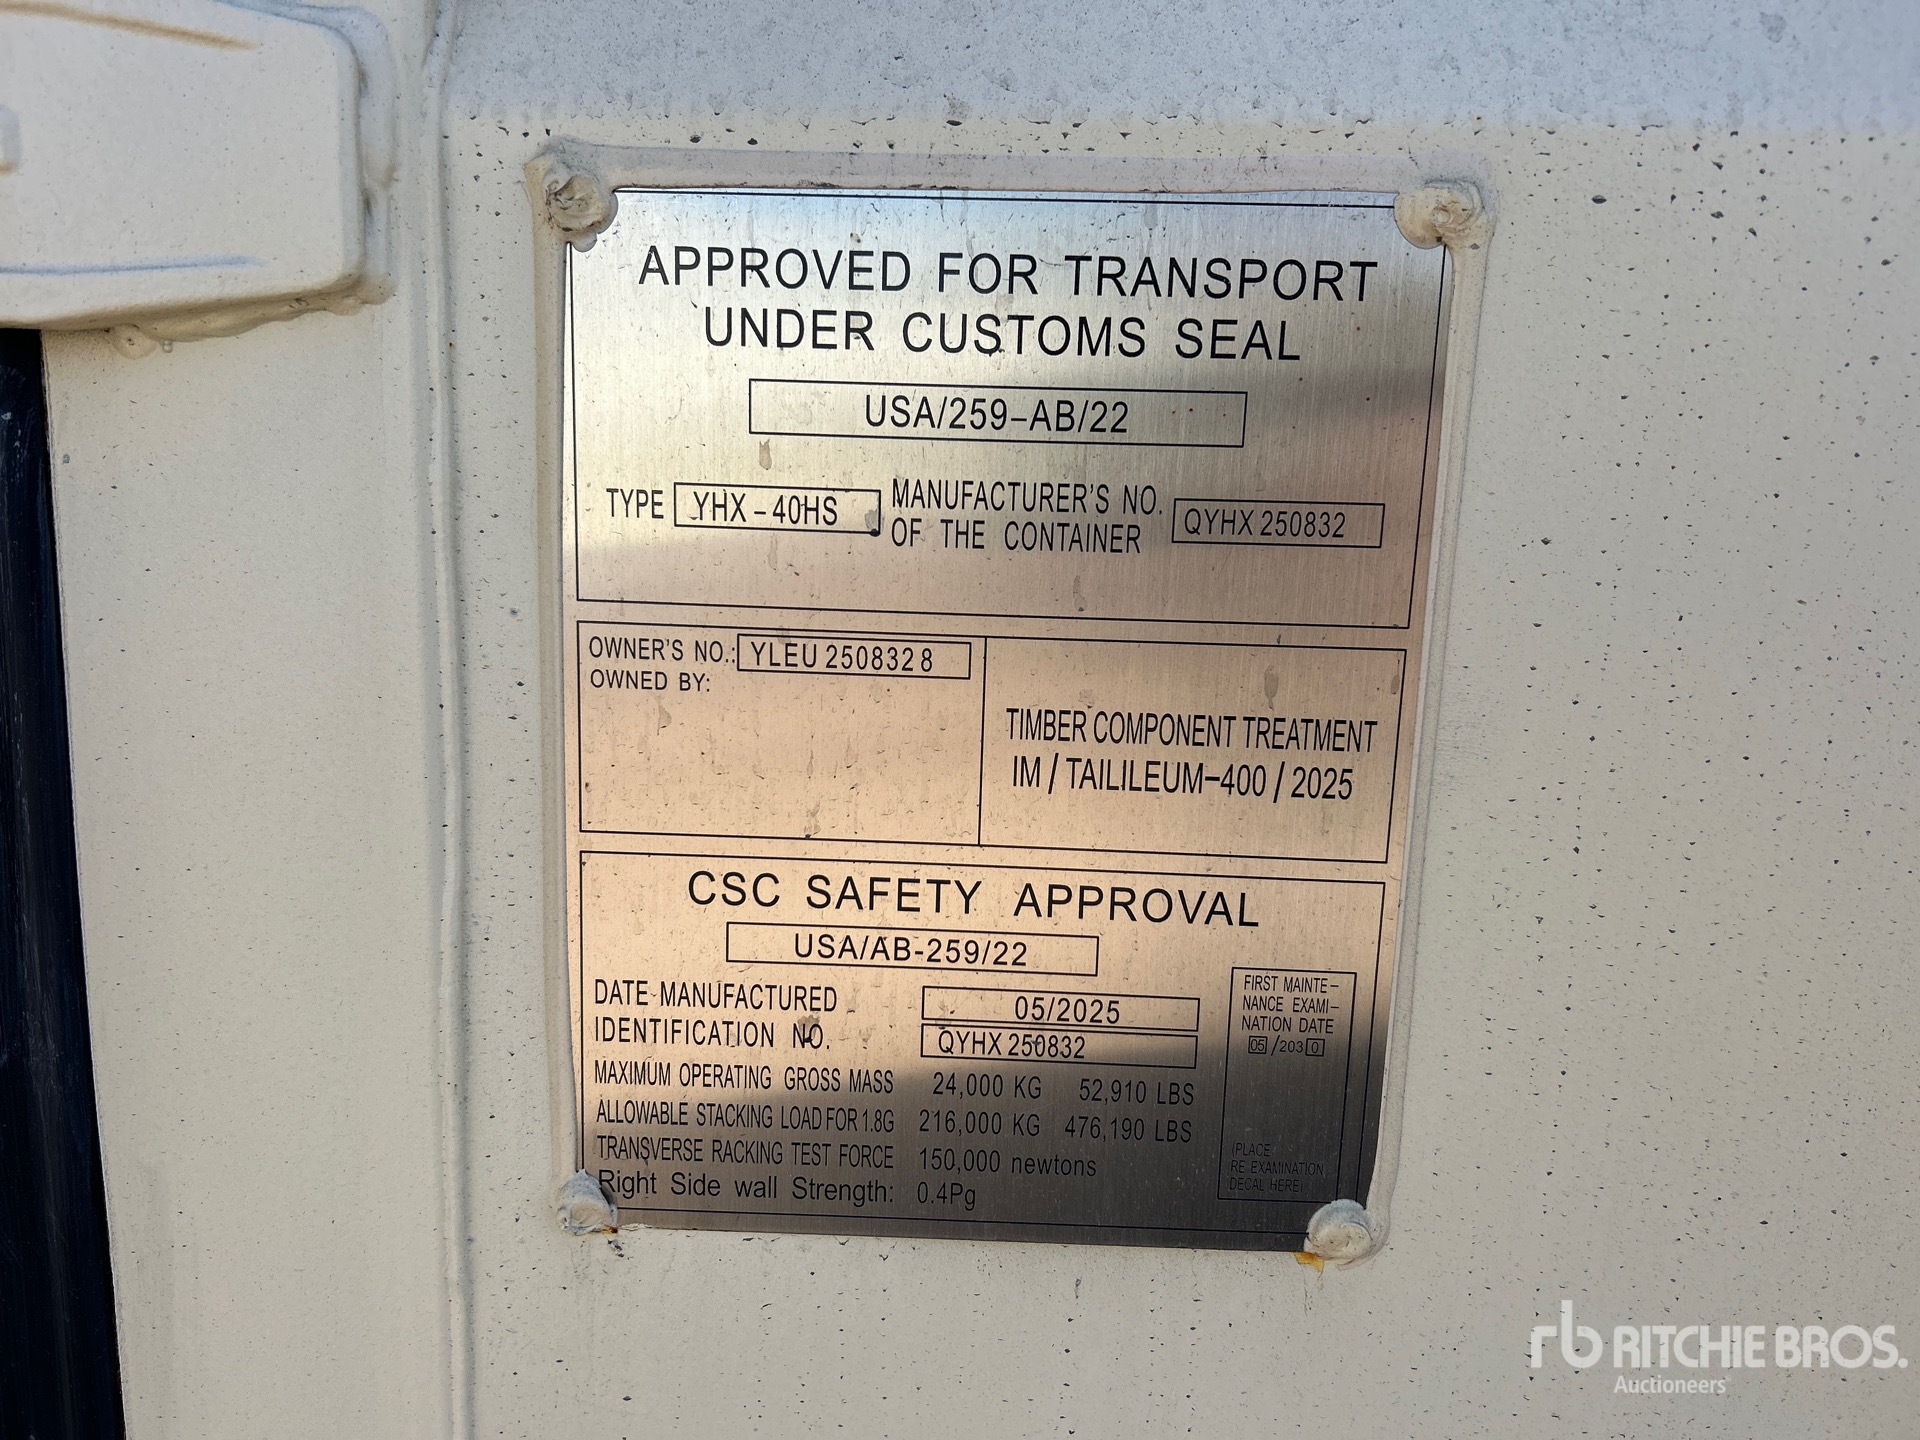 APPROVED FOR TRANSPORT
UNDER CUSTOMS SEAL
USA/259-AB/22
TYPE YHX-40HS MANUFACTURER'S NO. OF THE CONTAINER QYHX 250832
OWNER'S NO.: YLEU 250832 8
OWNED BY:
TIMBER COMPONENT TREATMENT
IM / TAILILEUM-400 / 2025
CSC SAFETY APPROVAL
USA/AB-259/22
DATE MANUFACTURED 05/2025
IDENTIFICATION NO. QYHX 250832
MAXIMUM OPERATING GROSS MASS 24,000 KG 52,910 LBS
ALLOWABLE STACKING LOAD FOR 1.8G 216,000 KG 476,190 LBS
TRANSVERSE RACKING TEST FORCE 150,000 newtons
Right Side wall Strength: 0.4Pg
FIRST MAINTE-
NANCE EXAMI-
NATION DATE
05/2030
(PLACE
RE EXAMINATION
DECAL HERE)
rb RITCHIE BROS.
Auctioneers